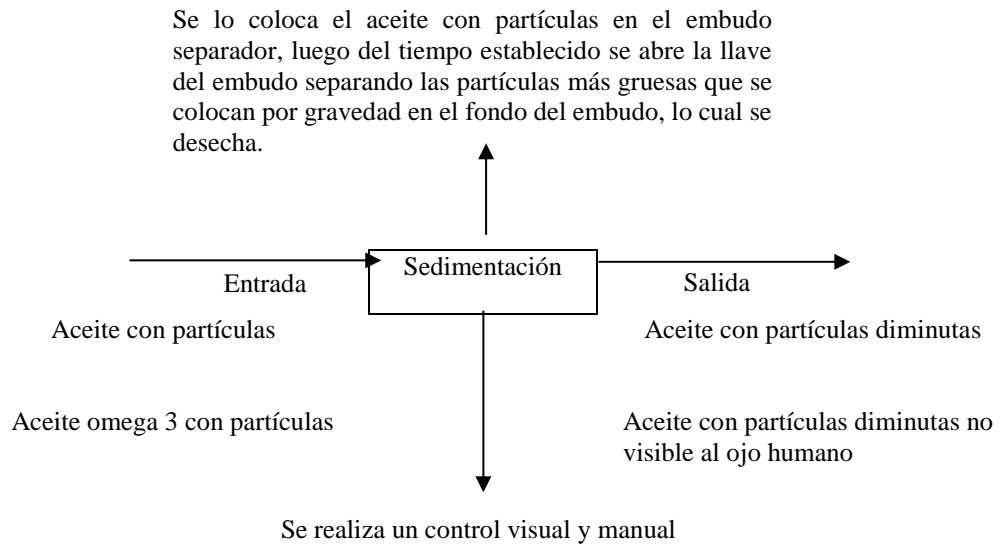 Se lo coloca el aceite con partículas en el embudo
separador, luego del tiempo establecido se abre la llave
del embudo separando las partículas más gruesas que se
colocan por gravedad en el fondo del embudo, lo cual se
desecha.
Sedimentación
Entrada
Salida
Aceite con partículas
Aceite con partículas diminutas
Aceite omega 3 con partículas
Aceite con partículas diminutas no
visible al ojo humano
Se realiza un control visual y manual